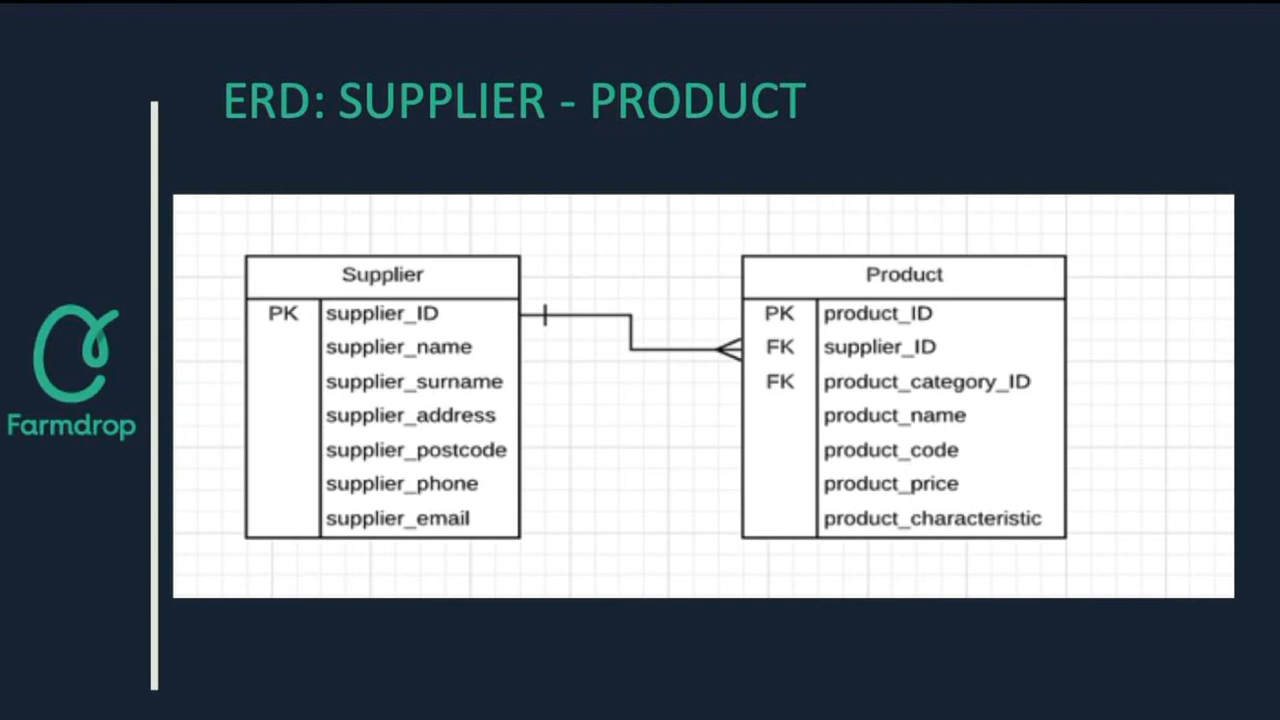 ERD: SUPPLIER - PRODUCT
Farmdrop
Supplier
PK supplier_ID
supplier_name
supplier_surname
supplier_address
supplier_postcode
supplier_phone
supplier_email
Product
PK product_ID
FK supplier_ID
FK product_category_ID
product_name
product_code
product_price
product_characteristic